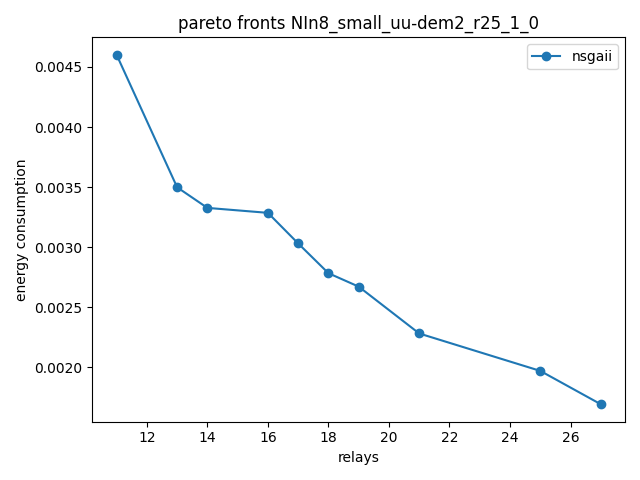 pareto fronts NIn8_small_uu-dem2_r25_1_0
nsgaii
0.0045
0.0040
0.0035
0.0030
0.0025
0.0020
energy consumption
12 14 16 18 20 22 24 26
relays